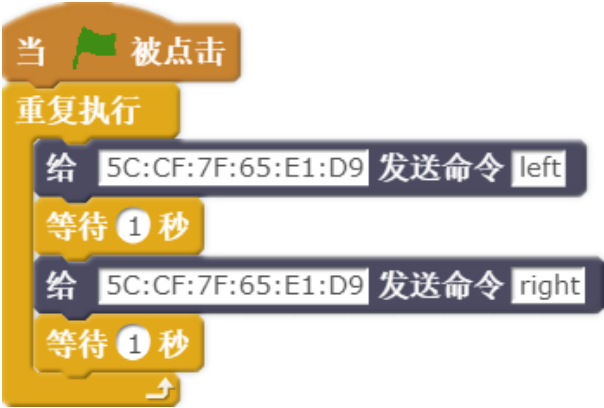 当 被点击
重复执行
给 5C:CF:7F:65:E1:D9 发送命令 left
等待 1 秒
给 5C:CF:7F:65:E1:D9 发送命令 right
等待 1 秒